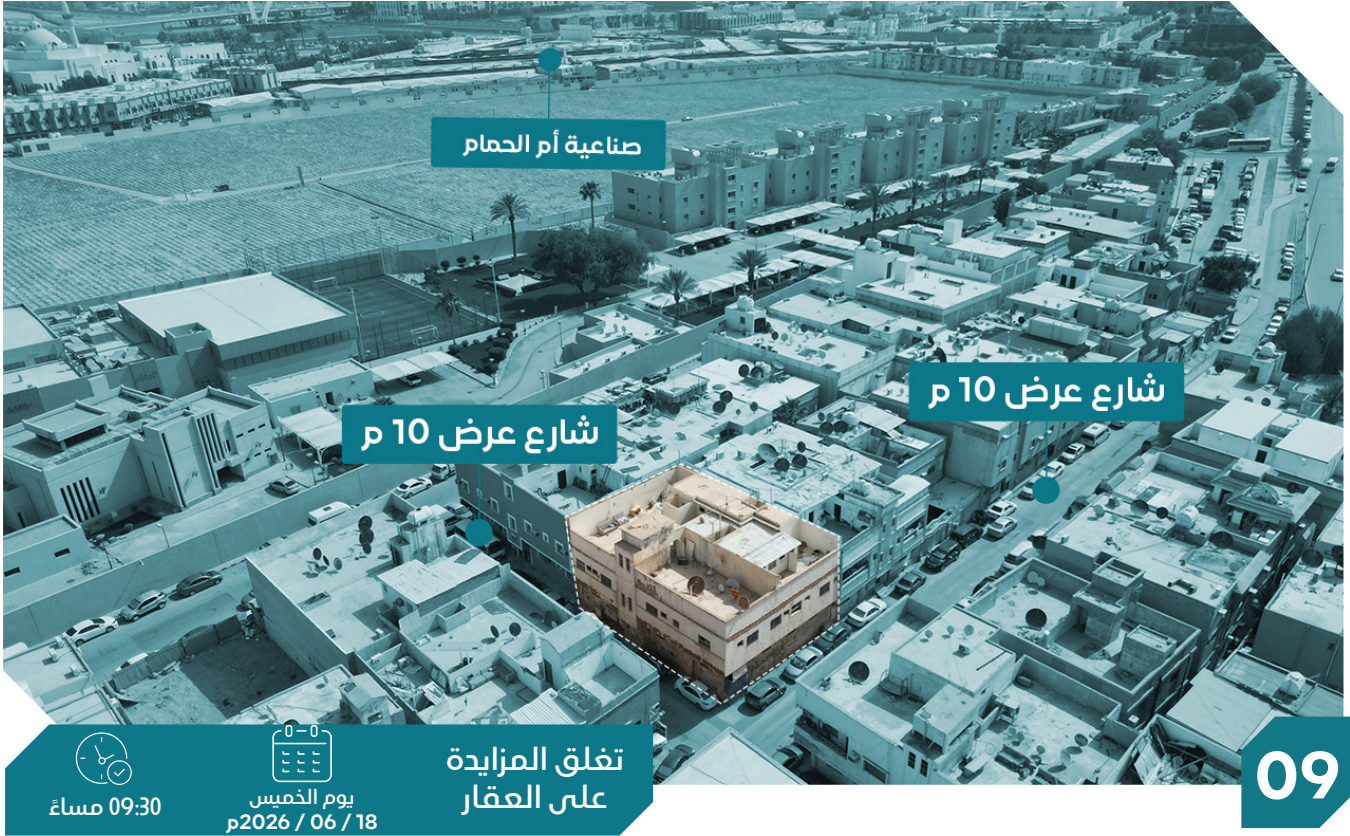 صناعية أم الحمام
شارع عرض 10 م
شارع عرض 10 م
تغلق المزايدة
على العقار
يوم الخميس
18 / 06 / 2026م
09:30 مساءً
09